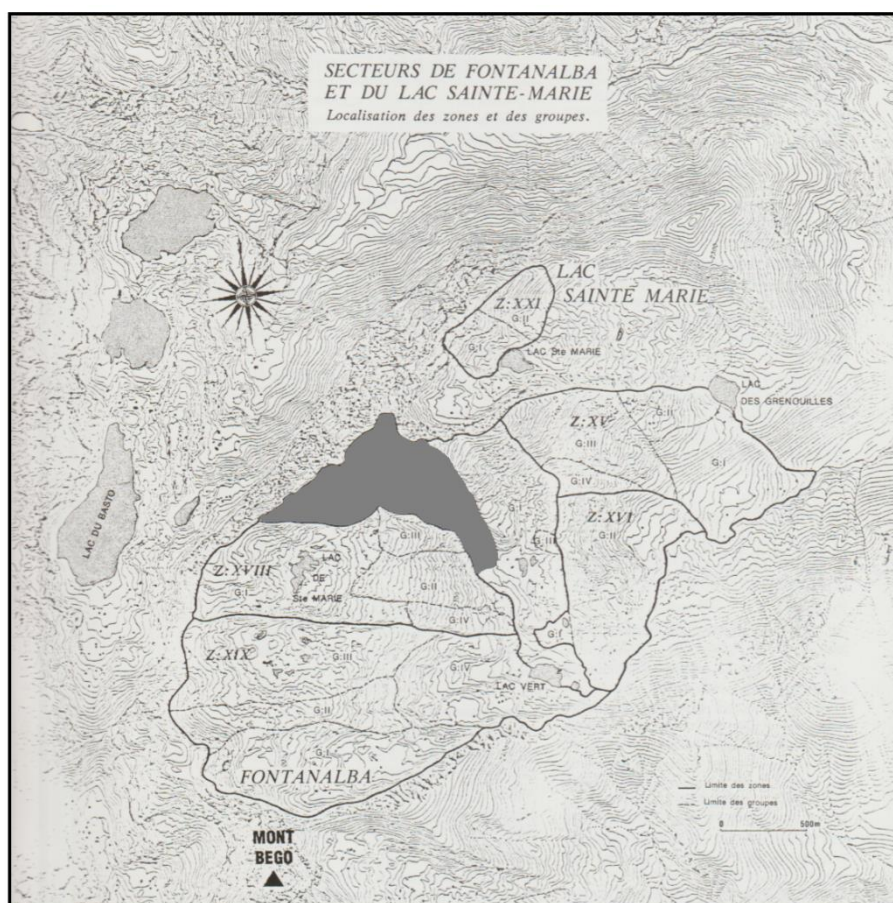 SECTEURS DE FONTANALBA
ET DU LAC SAINTE-MARIE
Localisation des zones et des groupes.
LAC
SAINTE MARIE
Z:XXI
G:II
G:I
LAC Ste MARIE
LAC
DES GRENOUILLES
Z:XV
G:II
G:III
G:I
G:IV
LAC DU BASTO
G:I
Z:XVI
G:II
G:III
G:III
Z:XVIII
LAC
DE
Ste MARIE
G:I
G:II
G:IV
G:I
Z:XIX
G:III
G:IV
LAC VERT
G:II
G:I
FONTANALBA
Limite des zones
Limite des groupes
0 500m
MONT
BEGO